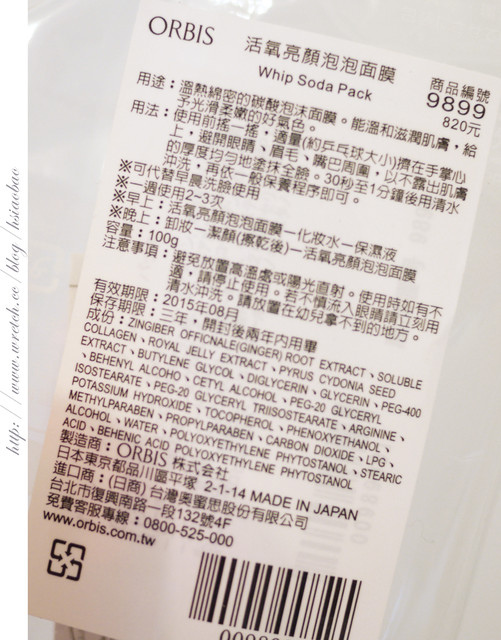 ORBIS
活氧亮顏泡泡面膜
Whip Soda Pack
商品編號
9899
820元
用途：溫熱綿密的碳酸泡沫面膜。能溫和滋潤肌膚，給
予光滑柔嫩的好氣色。
用法：使用前搖一搖，適量(約乒乓球大小)擠在手掌心
上，避開眼睛、眉毛、嘴巴周圍，以不露出肌膚
的厚度均勻地塗抹全臉。30秒至1分鐘後用清水
沖洗，再依一般保養程序即可。
※可代替早晨洗臉使用
※一週使用2~3次
※早上：活氧亮顏泡泡面膜－化妝水－保濕液
※晚上：卸妝－潔顏(擦乾後)－活氧亮顏泡泡面膜
容量：100g
注意事項：避免放置高溫處或陽光直射。使用時如有不
適，請停止使用。若不慎流入眼睛請立刻用
清水沖洗。請放置在幼兒拿不到的地方。
有效期限：2015年08月
保存期限：三年，開封後兩年內用畢
成份：ZINGIBER OFFICNALE(GINGER) ROOT EXTRACT、SOLUBLE
COLLAGEN、ROYAL JELLY EXTRACT、PYRUS CYDONIA SEED
EXTRACT、BUTYLENE GLYCOL、DIGLYCERIN、GLYCERIN、PEG-400
、BEHENYL ALCOHO、CETYL ALCOHOL、PEG-20 GLYCERYL
ISOSTEARATE、PEG-20 GLYCERYL TRIISOSTEARATE、ARGININE、
POTASSIUM HYDROXIDE、TOCOPHEROL、PHENOXYETHANOL、
METHYLPARABEN、PROPYLPARABEN、CARBON DIOXIDE、LPG、
ALCOHOL、WATER、POLYOXYETHYLENE PHYTOSTANOL、STEARIC
ACID、BEHENIC ACID POLYOXYETHYLENE PHYTOSTANOL
製造商：ORBIS 株式会社
日本東京都品川區平塚 2-1-14 MADE IN JAPAN
進口商：(日商) 台灣奧蜜思股份有限公司
台北市復興南路一段132號4F
免費客服專線：0800-525-000
www.orbis.com.tw
http://www.wretch.cc/blog/hsiaobao